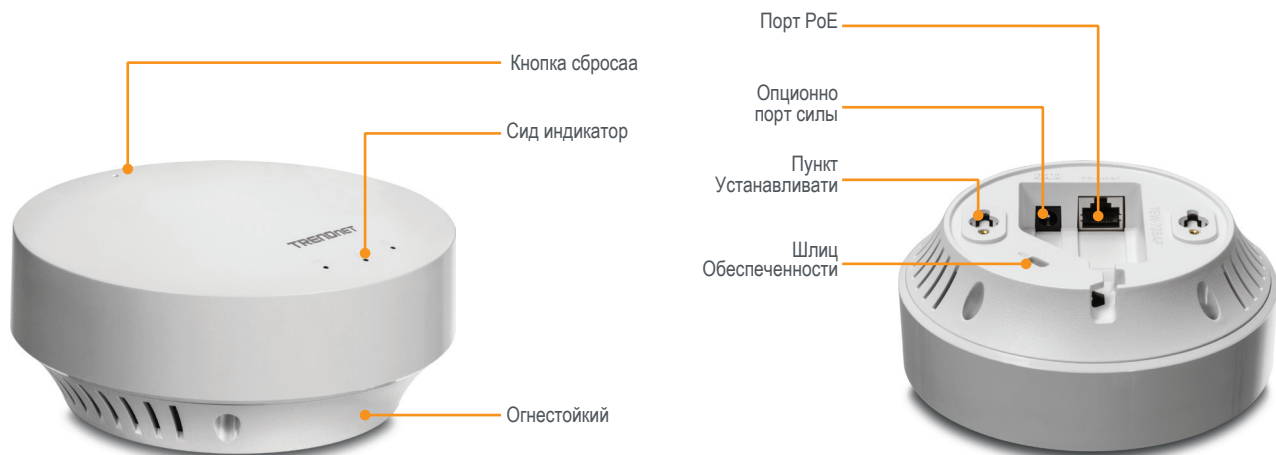 Кнопка сбросаа
Сид индикатор
TRENDNET
Огнестойкий
Порт PoE
Опционно
порт силы
Пункт
Устанавливати
Шлиц
Обеспеченности